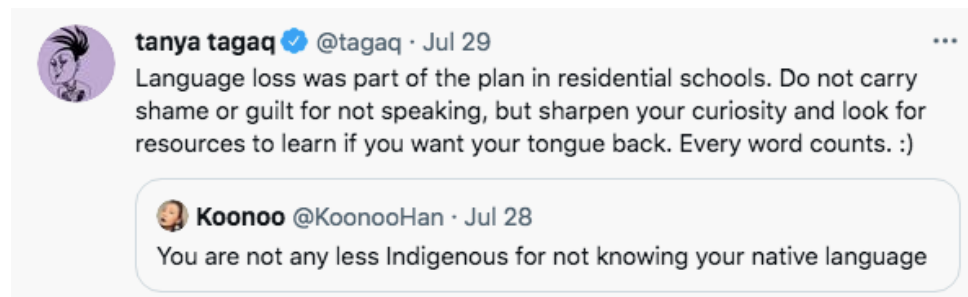 tanya tagaq @tagaq · Jul 29
Language loss was part of the plan in residential schools. Do not carry
shame or guilt for not speaking, but sharpen your curiosity and look for
resources to learn if you want your tongue back. Every word counts. :)
Koonoo @KoonooHan · Jul 28
You are not any less Indigenous for not knowing your native language